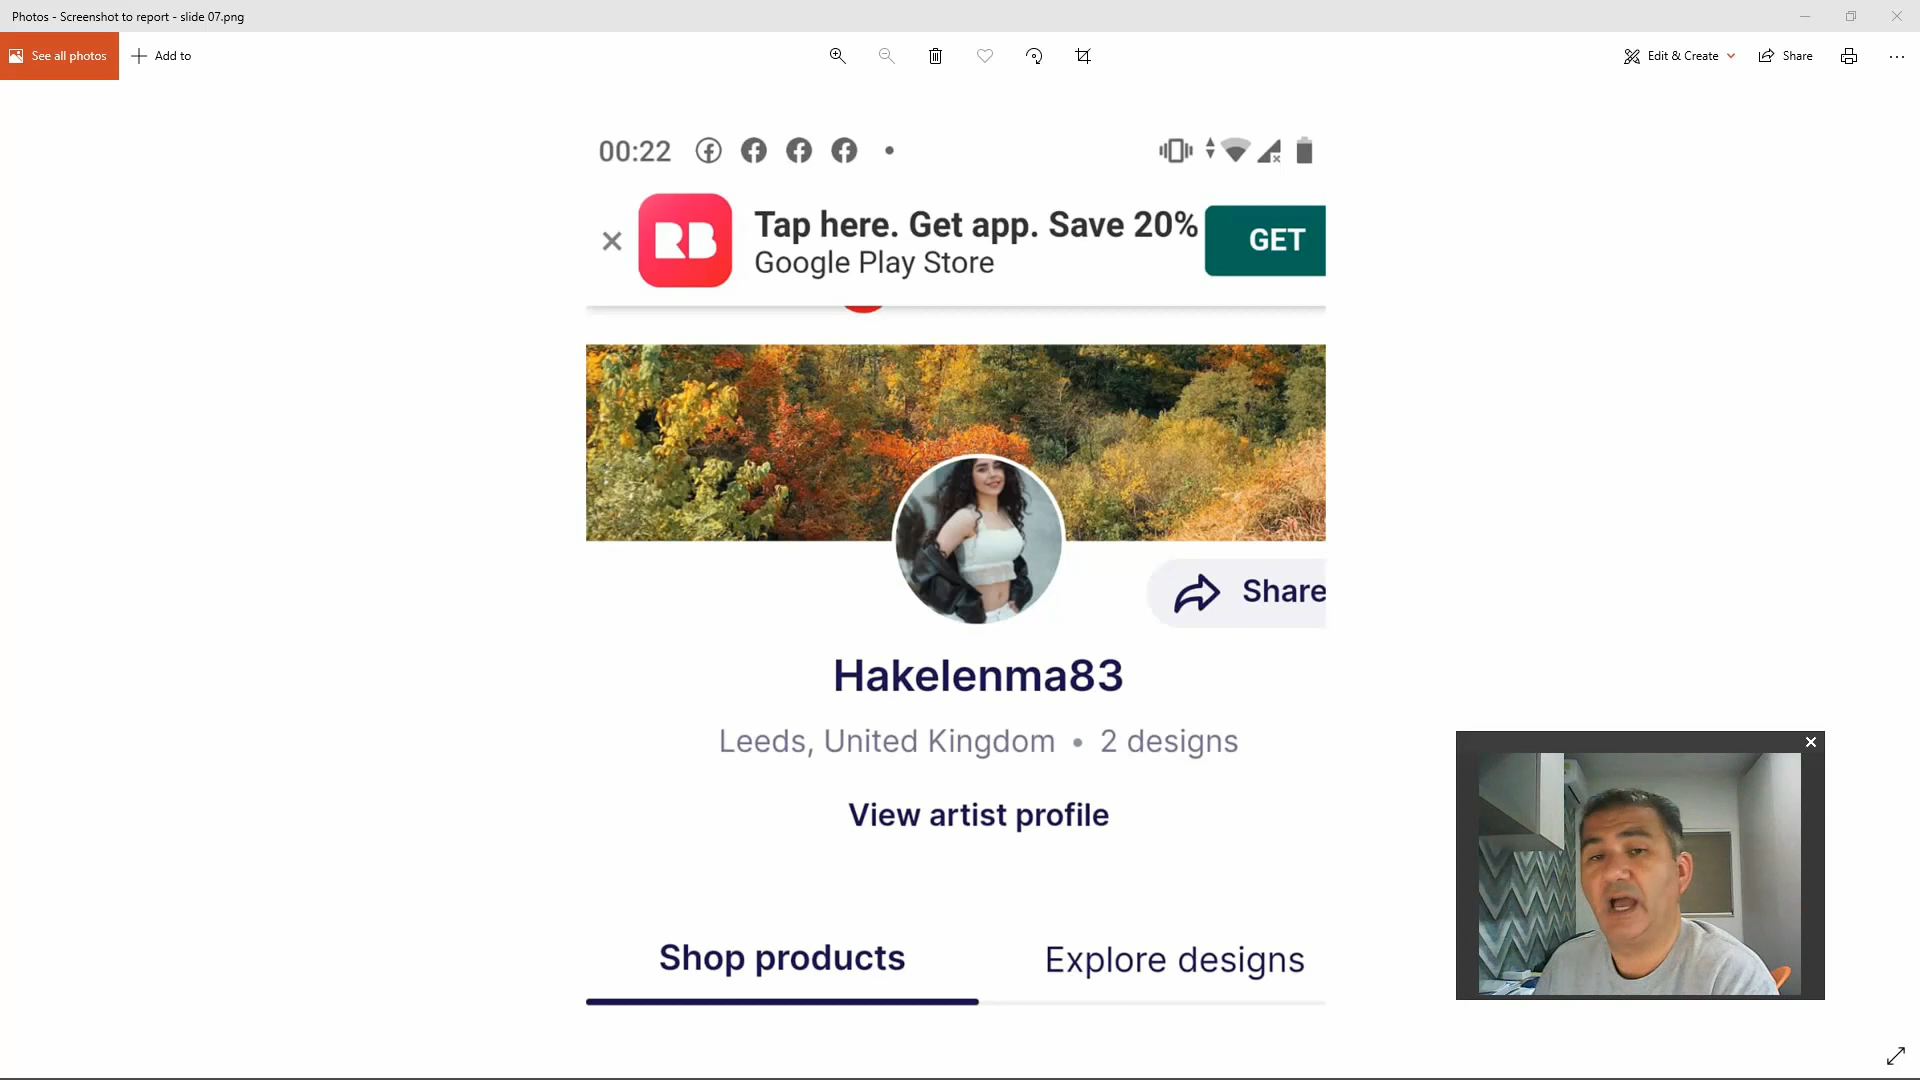 Photos - Screenshot to report - slide 07.png
See all photos
Add to
Edit & Create
Share
00:22
RB
Tap here. Get app. Save 20%
Google Play Store
GET
Share
Hakelenma83
Leeds, United Kingdom • 2 designs
View artist profile
Shop products
Explore designs